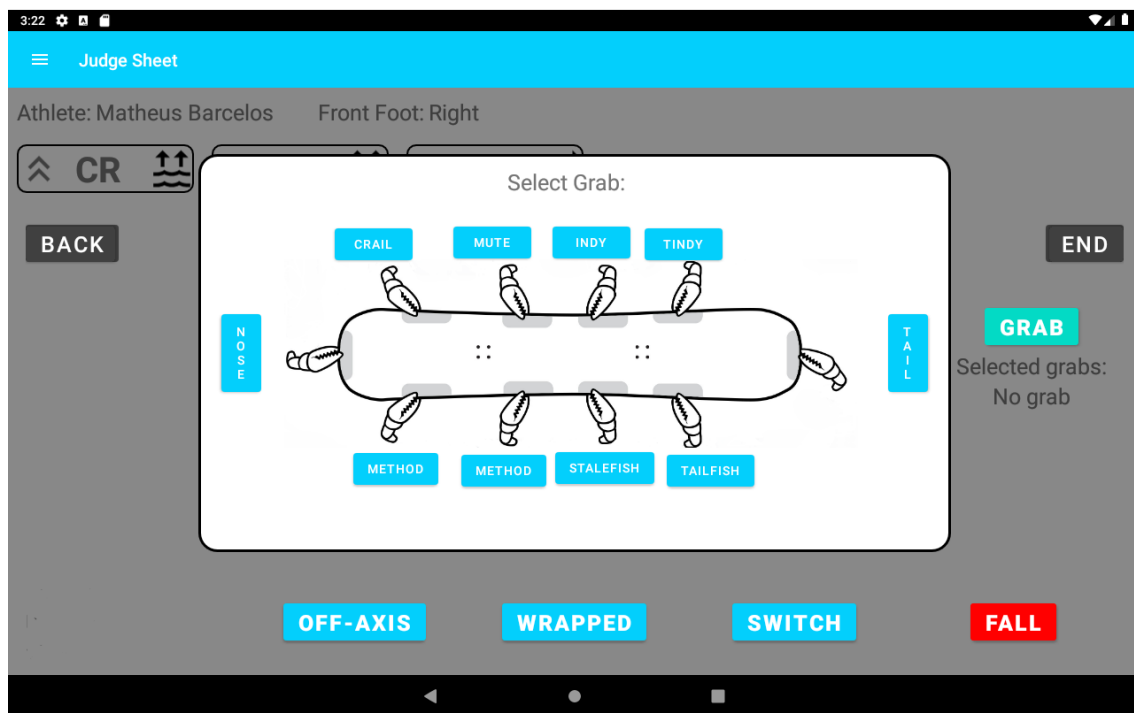 3:22
Judge Sheet
Athlete: Matheus Barcelos Front Foot: Right
CR
Select Grab:
BACK
CRAIL
MUTE
INDY
TINDY
END
NOSE
TAIL
GRAB
Selected grabs:
No grab
METHOD
METHOD
STALEFISH
TAILFISH
OFF-AXIS
WRAPPED
SWITCH
FALL